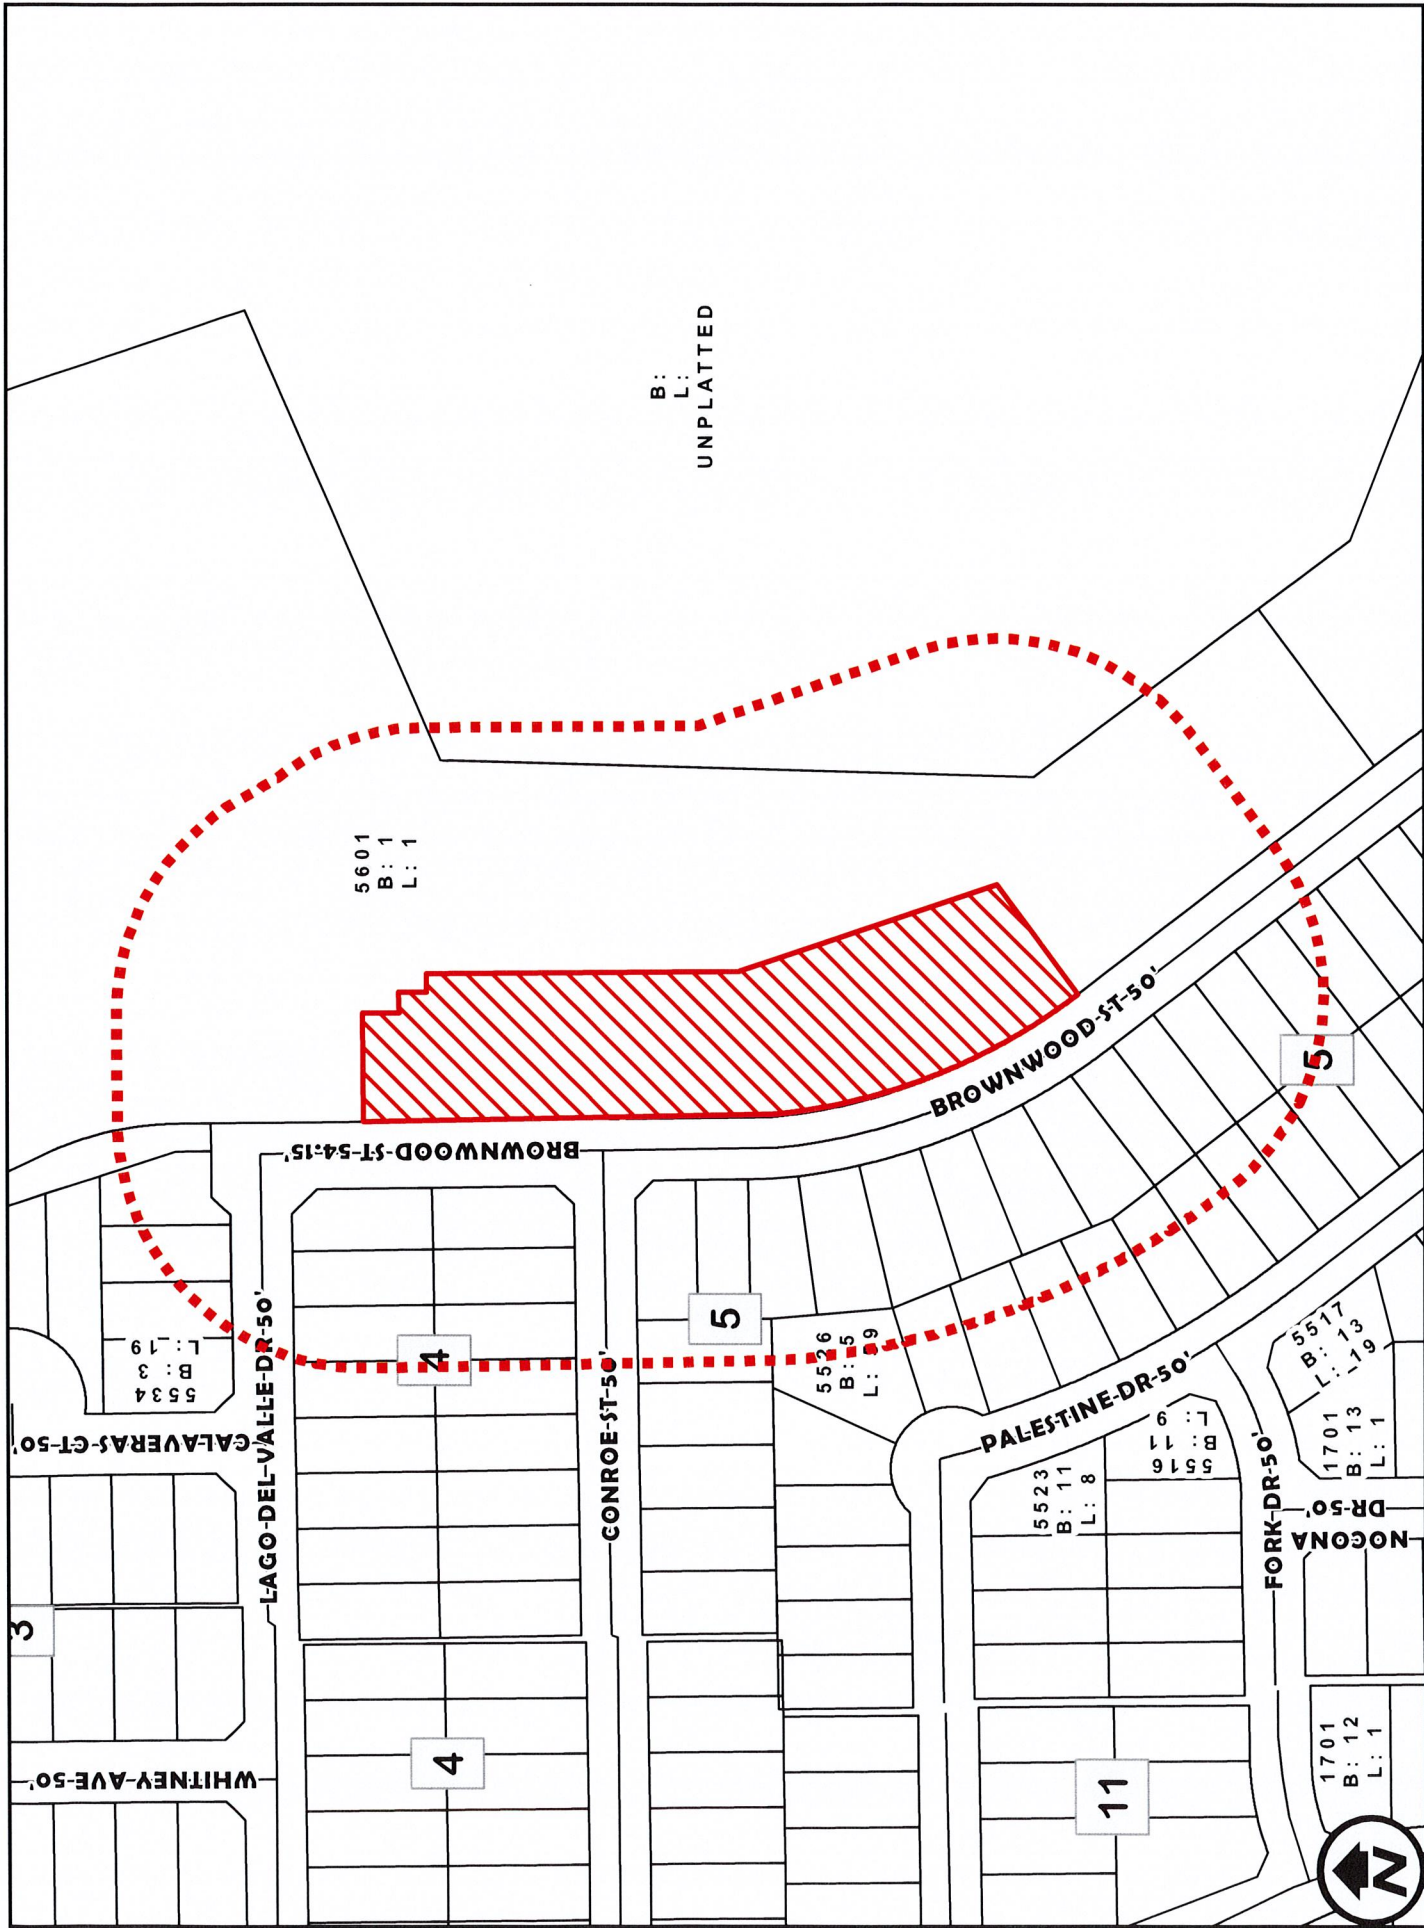 B:
L:
UNPLATTED
5601
B: 1
L: 1
BROWNWOOD-ST-54.15'
BROWNWOOD-ST-50'
5534
B: 3
L: 19
CALAVERAS-CT-50'
LAGO-DEL-VALLE-DR-50'
4
5
CONROE-ST-50'
5526
B: 5
5
PALESTINE-DR-50'
5523
B: 11
L: 8
5516
B: 11
L: 9
5517
B: 13
L: 19
1701
B: 13
L: 1
FORK-DR-50'
NOCONA
DR-50'
3
WHITNEY-AVE-50'
4
11
1701
B: 12
L: 1
N